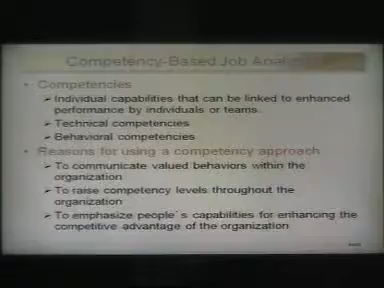 Competency-Based Job
• Competencies
➢ Individual capabilities that can be linked to enhanced
performance by individuals or teams.
➢ Technical competencies
➢ Behavioral competencies
• Reasons for using a competency approach
➢ To communicate valued behaviors within the
organization
➢ To raise competency levels throughout the
organization
➢ To emphasize people`s capabilities for enhancing the
competitive advantage of the organization